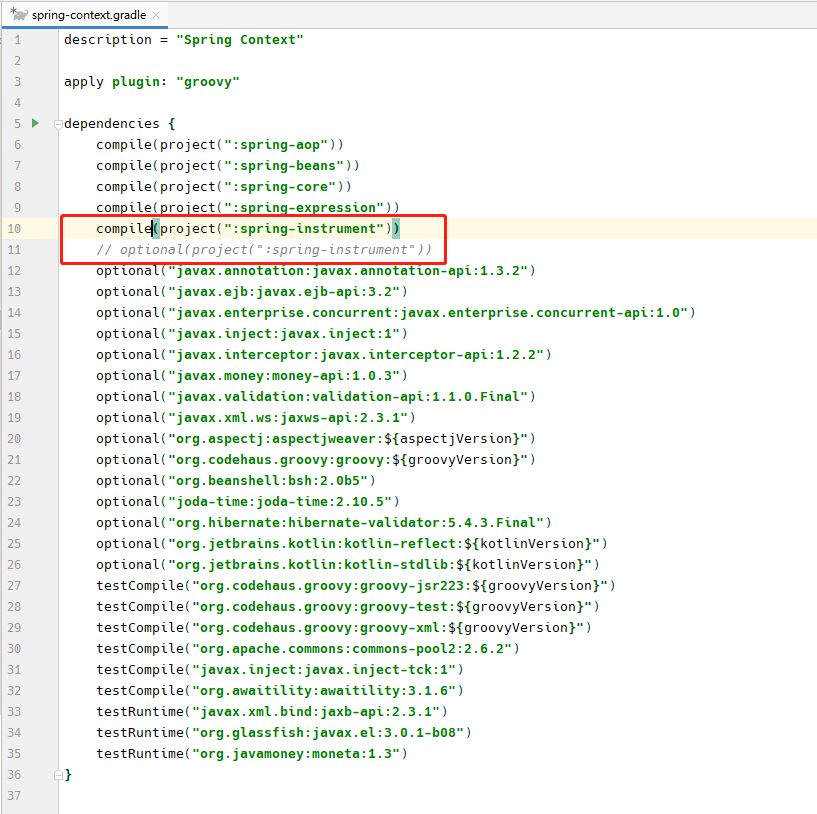 spring-context.gradle
1 description = "Spring Context"
2
3 apply plugin: "groovy"
4
5 dependencies {
6 compile(project(":spring-aop"))
7 compile(project(":spring-beans"))
8 compile(project(":spring-core"))
9 compile(project(":spring-expression"))
10 compile(project(":spring-instrument"))
11 // optional(project(":spring-instrument"))
12 optional("javax.annotation:javax.annotation-api:1.3.2")
13 optional("javax.ejb:javax.ejb-api:3.2")
14 optional("javax.enterprise.concurrent:javax.enterprise.concurrent-api:1.0")
15 optional("javax.inject:javax.inject:1")
16 optional("javax.interceptor:javax.interceptor-api:1.2.2")
17 optional("javax.money:money-api:1.0.3")
18 optional("javax.validation:validation-api:1.1.0.Final")
19 optional("javax.xml.ws:jaxws-api:2.3.1")
20 optional("org.aspectj:aspectjweaver:${aspectjVersion}")
21 optional("org.codehaus.groovy:groovy:${groovyVersion}")
22 optional("org.beanshell:bsh:2.0b5")
23 optional("joda-time:joda-time:2.10.5")
24 optional("org.hibernate:hibernate-validator:5.4.3.Final")
25 optional("org.jetbrains.kotlin:kotlin-reflect:${kotlinVersion}")
26 optional("org.jetbrains.kotlin:kotlin-stdlib:${kotlinVersion}")
27 testCompile("org.codehaus.groovy:groovy-jsr223:${groovyVersion}")
28 testCompile("org.codehaus.groovy:groovy-test:${groovyVersion}")
29 testCompile("org.codehaus.groovy:groovy-xml:${groovyVersion}")
30 testCompile("org.apache.commons:commons-pool2:2.6.2")
31 testCompile("javax.inject:javax.inject-tck:1")
32 testCompile("org.awaitility:awaitility:3.1.6")
33 testRuntime("javax.xml.bind:jaxb-api:2.3.1")
34 testRuntime("org.glassfish:javax.el:3.0.1-b08")
35 testRuntime("org.javamoney:moneta:1.3")
36 }
37